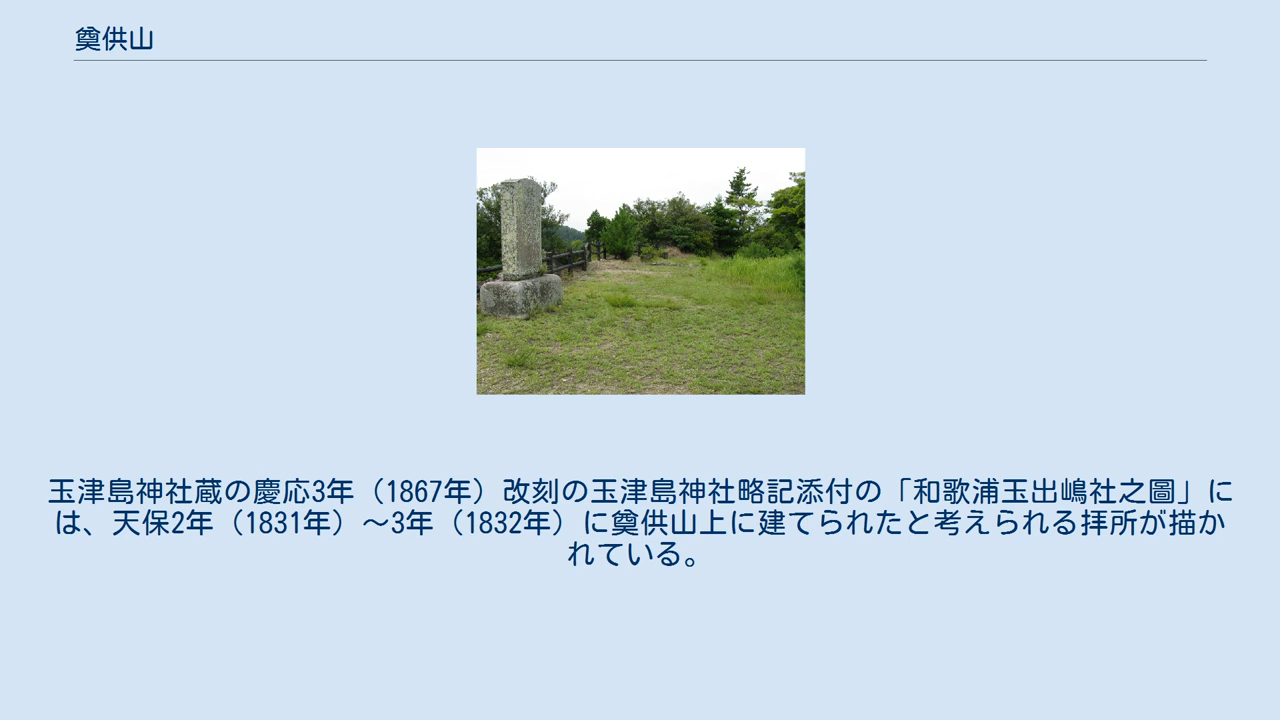 奠供山
玉津島神社蔵の慶応3年（1867年）改刻の玉津島神社略記添付の「和歌浦玉出嶋社之圖」に
は、天保2年（1831年）～3年（1832年）に奠供山上に建てられたと考えられる拝所が描か
れている。